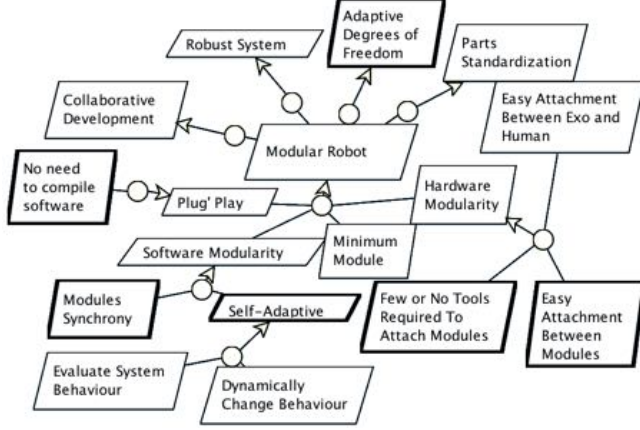 Adaptive
Degrees of
Freedom
Robust System
Parts
Standardization
Collaborative
Development
Easy Attachment
Between Exo and
Human
Modular Robot
No need
to compile
software
Plug' Play
Hardware
Modularity
Software Modularity
Minimum
Module
Modules
Synchrony
Self-Adaptive
Few or No Tools
Required To
Attach Modules
Easy
Attachment
Between
Modules
Evaluate System
Behaviour
Dynamically
Change Behaviour